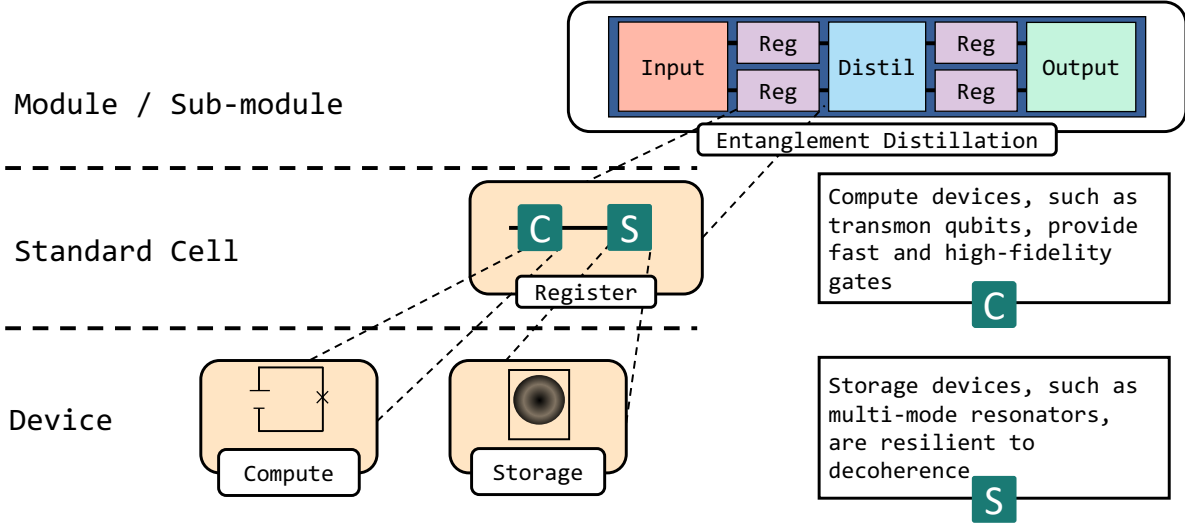 Input
Reg
Reg
Distil
Reg
Reg
Output
Entanglement Distillation
Module / Sub-module
Standard Cell
C
S
Register
Compute devices, such as
transmon qubits, provide
fast and high-fidelity
gates
C
Device
Compute
Storage
Storage devices, such as
multi-mode resonators,
are resilient to
decoherence
S